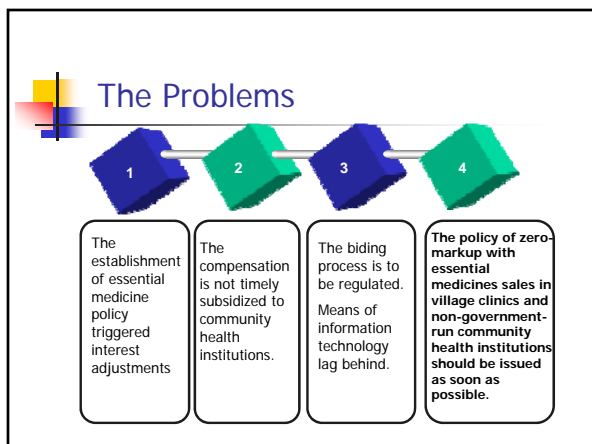 The Problems
1
2
3
4
The
establishment
of essential
medicine
policy
triggered
interest
adjustments
The
compensation
is not timely
subsidized to
community
health
institutions.
The biding
process is to
be regulated.
Means of
information
technology
lag behind.
The policy of zero-
markup with
essential
medicines sales in
village clinics and
non-government-
run community
health institutions
should be issued
as soon as
possible.